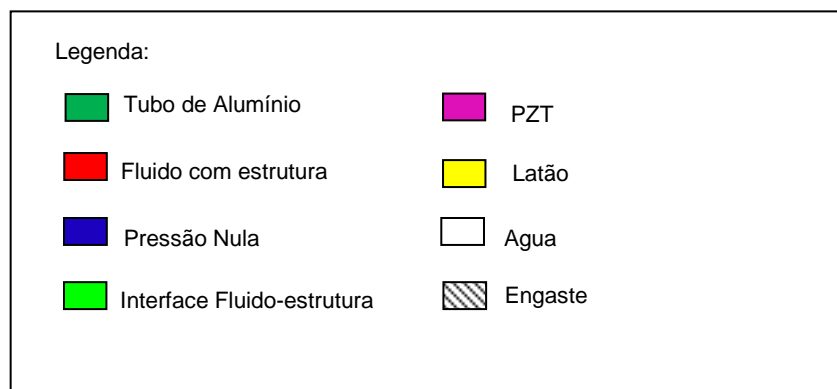 Legenda:
Tubo de Alumínio
PZT
Fluido com estrutura
Latão
Pressão Nula
Agua
Interface Fluido-estrutura
Engaste